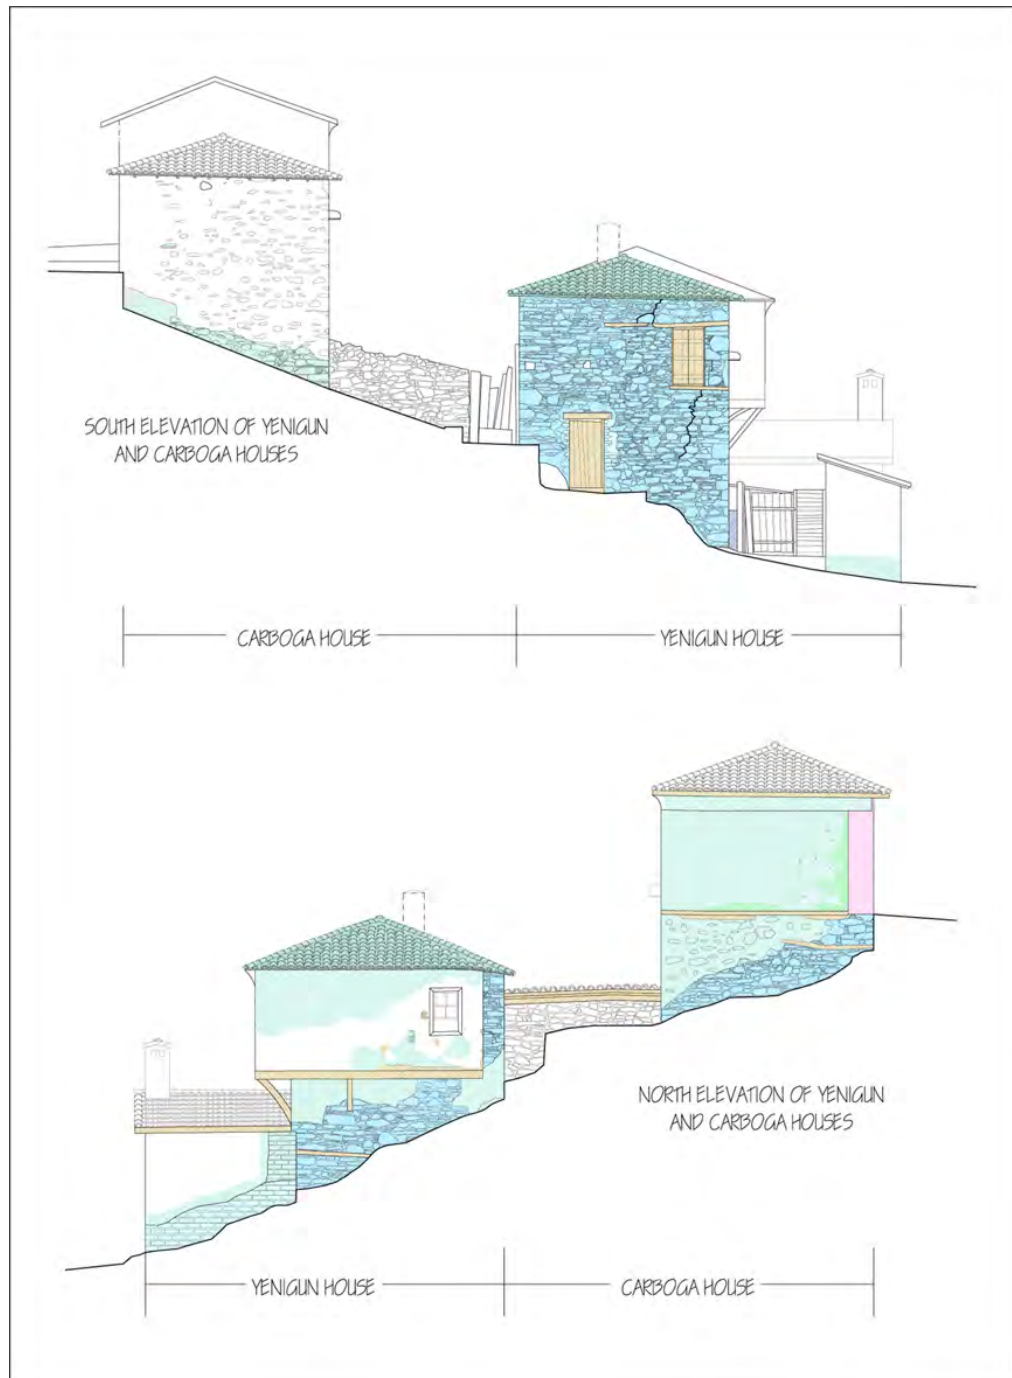 SOUTH ELEVATION OF YENIGUN
AND CARBOGA HOUSES
CARBOGA HOUSE
YENIGUN HOUSE
NORTH ELEVATION OF YENIGUN
AND CARBOGA HOUSES
YENIGUN HOUSE
CARBOGA HOUSE